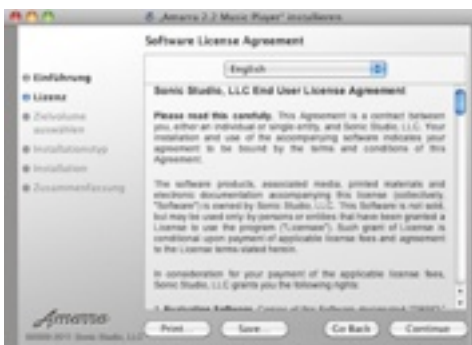 „Amarra 2.2 Music Player" installieren
Software License Agreement
English
Einführung
Lizenz
Zielvolume
auswählen
Installationstyp
Installation
Zusammenfassung
Sonic Studio, LLC End User License Agreement
Please read this carefully. This Agreement is a contract between
you, either an individual or single entity, and Sonic Studio, LLC. Your
installation and use of the accompanying software indicates your
agreement to be bound by the terms and conditions of this
Agreement.
The software products, associated media, printed materials and
electronic documentation accompanying this license (collectively,
"Software") is owned by Sonic Studio, LLC. This Software is not sold,
but may be used only by persons or entities that have been granted a
License to use the program ("Licensee"). Such grant of License is
conditional upon payment of applicable license fees and agreement
to the License terms stated herein.
In consideration for your payment of the applicable license fees,
Sonic Studio, LLC grants you the following rights:
1. Evaluation Software.
Amarra
2011 Sonic Studio, LLC
Print...
Save...
Go Back
Continue